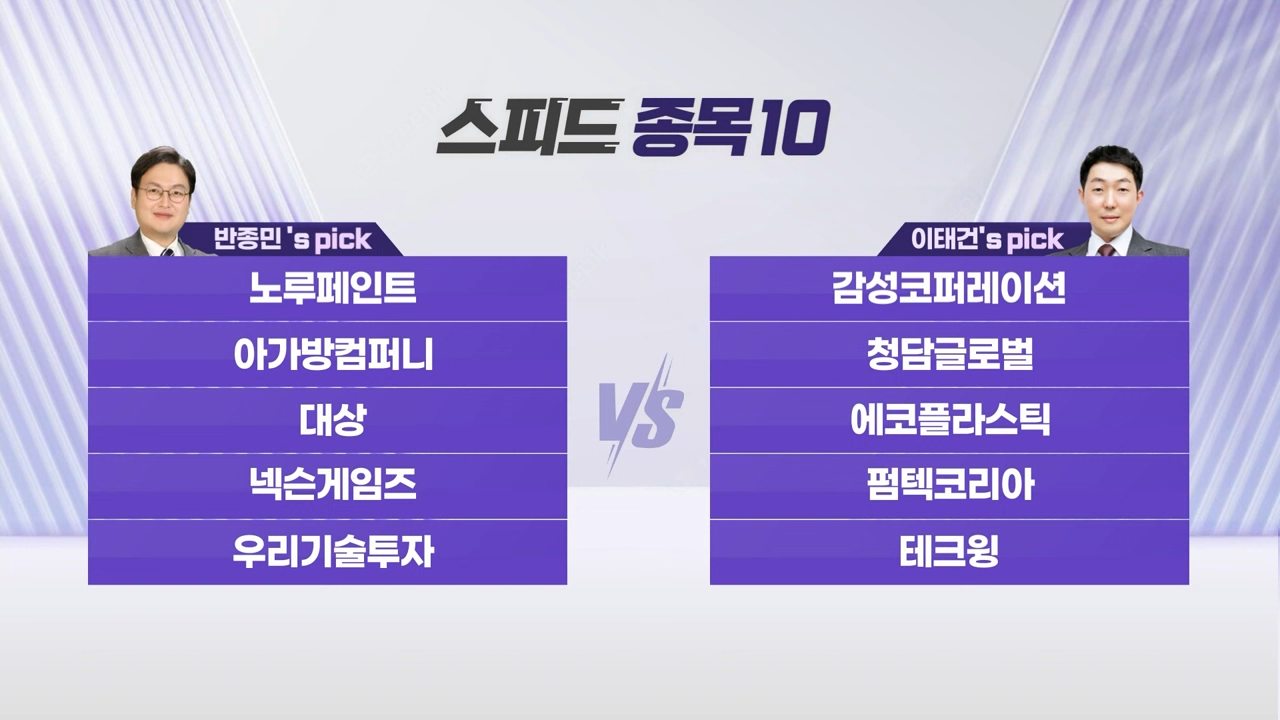 스피드 종목10
반종민 's pick
노루페인트
아가방컴퍼니
대상
넥슨게임즈
우리기술투자
VS
이태건's pick
감성코퍼레이션
청담글로벌
에코플라스틱
펌텍코리아
테크윙